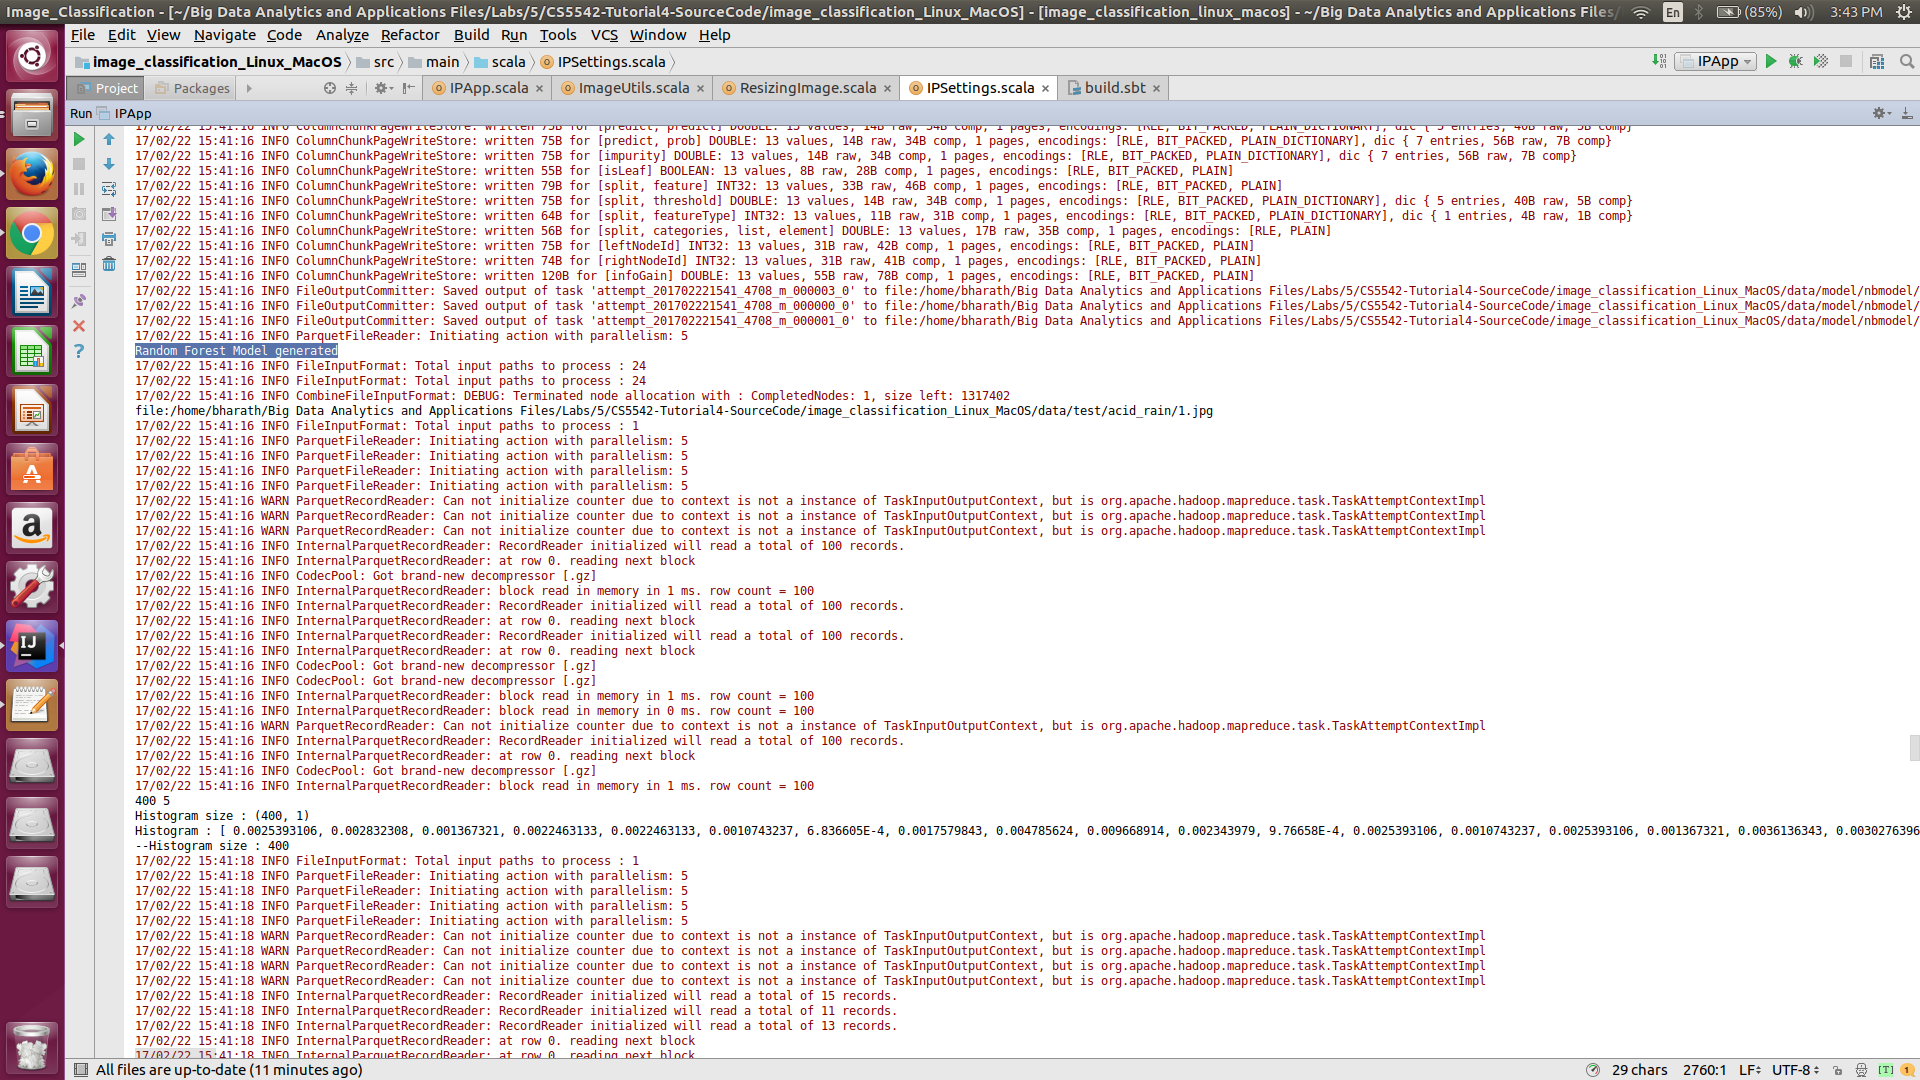 Image_Classification - [~/Big Data Analytics and Applications Files/Labs/5/CS5542-Tutorial4-SourceCode/image_classification_Linux_MacOS] - [image_classification_linux_macos] - ~/Big Data Analytics and Applications Files/
En (85%) 3:43 PM
File Edit View Navigate Code Analyze Refactor Build Run Tools VCS Window Help
image_classification_Linux_MacOS src main scala IPSettings.scala IPApp
Project Packages IPApp.scala ImageUtils.scala ResizingImage.scala IPSettings.scala build.sbt
Run IPApp
17/02/22 15:41:16 INFO ColumnChunkPageWriteStore: written 75B for [predict, predict] DOUBLE: 13 values, 14B raw, 34B comp, 1 pages, encodings: [RLE, BIT_PACKED, PLAIN_DICTIONARY], dic { 5 entries, 40B raw, 5B comp}
17/02/22 15:41:16 INFO ColumnChunkPageWriteStore: written 75B for [predict, prob] DOUBLE: 13 values, 14B raw, 34B comp, 1 pages, encodings: [RLE, BIT_PACKED, PLAIN_DICTIONARY], dic { 7 entries, 56B raw, 7B comp}
17/02/22 15:41:16 INFO ColumnChunkPageWriteStore: written 75B for [impurity] DOUBLE: 13 values, 14B raw, 34B comp, 1 pages, encodings: [RLE, BIT_PACKED, PLAIN_DICTIONARY], dic { 7 entries, 56B raw, 7B comp}
17/02/22 15:41:16 INFO ColumnChunkPageWriteStore: written 55B for [isLeaf] BOOLEAN: 13 values, 8B raw, 28B comp, 1 pages, encodings: [RLE, BIT_PACKED, PLAIN]
17/02/22 15:41:16 INFO ColumnChunkPageWriteStore: written 79B for [split, feature] INT32: 13 values, 33B raw, 46B comp, 1 pages, encodings: [RLE, BIT_PACKED, PLAIN]
17/02/22 15:41:16 INFO ColumnChunkPageWriteStore: written 75B for [split, threshold] DOUBLE: 13 values, 14B raw, 34B comp, 1 pages, encodings: [RLE, BIT_PACKED, PLAIN_DICTIONARY], dic { 5 entries, 40B raw, 5B comp}
17/02/22 15:41:16 INFO ColumnChunkPageWriteStore: written 64B for [split, featureType] INT32: 13 values, 11B raw, 31B comp, 1 pages, encodings: [RLE, BIT_PACKED, PLAIN_DICTIONARY], dic { 1 entries, 4B raw, 1B comp}
17/02/22 15:41:16 INFO ColumnChunkPageWriteStore: written 56B for [split, categories, list, element] DOUBLE: 13 values, 17B raw, 35B comp, 1 pages, encodings: [RLE, PLAIN]
17/02/22 15:41:16 INFO ColumnChunkPageWriteStore: written 75B for [leftNodeId] INT32: 13 values, 31B raw, 42B comp, 1 pages, encodings: [RLE, BIT_PACKED, PLAIN]
17/02/22 15:41:16 INFO ColumnChunkPageWriteStore: written 74B for [rightNodeId] INT32: 13 values, 31B raw, 41B comp, 1 pages, encodings: [RLE, BIT_PACKED, PLAIN]
17/02/22 15:41:16 INFO ColumnChunkPageWriteStore: written 120B for [infoGain] DOUBLE: 13 values, 55B raw, 78B comp, 1 pages, encodings: [RLE, BIT_PACKED, PLAIN]
17/02/22 15:41:16 INFO FileOutputCommitter: Saved output of task 'attempt_201702221541_4708_m_000003_0' to file:/home/bharath/Big Data Analytics and Applications Files/Labs/5/CS5542-Tutorial4-SourceCode/image_classification_Linux_MacOS/data/model/nbmodel/
17/02/22 15:41:16 INFO FileOutputCommitter: Saved output of task 'attempt_201702221541_4708_m_000000_0' to file:/home/bharath/Big Data Analytics and Applications Files/Labs/5/CS5542-Tutorial4-SourceCode/image_classification_Linux_MacOS/data/model/nbmodel/
17/02/22 15:41:16 INFO FileOutputCommitter: Saved output of task 'attempt_201702221541_4708_m_000001_0' to file:/home/bharath/Big Data Analytics and Applications Files/Labs/5/CS5542-Tutorial4-SourceCode/image_classification_Linux_MacOS/data/model/nbmodel/
17/02/22 15:41:16 INFO ParquetFileReader: Initiating action with parallelism: 5
Random Forest Model generated
17/02/22 15:41:16 INFO FileInputFormat: Total input paths to process : 24
17/02/22 15:41:16 INFO FileInputFormat: Total input paths to process : 24
17/02/22 15:41:16 INFO CombineFileInputFormat: DEBUG: Terminated node allocation with : CompletedNodes: 1, size left: 1317402
file:/home/bharath/Big Data Analytics and Applications Files/Labs/5/CS5542-Tutorial4-SourceCode/image_classification_Linux_MacOS/data/test/acid_rain/1.jpg
17/02/22 15:41:16 INFO FileInputFormat: Total input paths to process : 1
17/02/22 15:41:16 INFO ParquetFileReader: Initiating action with parallelism: 5
17/02/22 15:41:16 INFO ParquetFileReader: Initiating action with parallelism: 5
17/02/22 15:41:16 INFO ParquetFileReader: Initiating action with parallelism: 5
17/02/22 15:41:16 INFO ParquetFileReader: Initiating action with parallelism: 5
17/02/22 15:41:16 WARN ParquetRecordReader: Can not initialize counter due to context is not a instance of TaskInputOutputContext, but is org.apache.hadoop.mapreduce.task.TaskAttemptContextImpl
17/02/22 15:41:16 WARN ParquetRecordReader: Can not initialize counter due to context is not a instance of TaskInputOutputContext, but is org.apache.hadoop.mapreduce.task.TaskAttemptContextImpl
17/02/22 15:41:16 WARN ParquetRecordReader: Can not initialize counter due to context is not a instance of TaskInputOutputContext, but is org.apache.hadoop.mapreduce.task.TaskAttemptContextImpl
17/02/22 15:41:16 INFO InternalParquetRecordReader: RecordReader initialized will read a total of 100 records.
17/02/22 15:41:16 INFO InternalParquetRecordReader: at row 0. reading next block
17/02/22 15:41:16 INFO CodecPool: Got brand-new decompressor [.gz]
17/02/22 15:41:16 INFO InternalParquetRecordReader: block read in memory in 1 ms. row count = 100
17/02/22 15:41:16 INFO InternalParquetRecordReader: RecordReader initialized will read a total of 100 records.
17/02/22 15:41:16 INFO InternalParquetRecordReader: at row 0. reading next block
17/02/22 15:41:16 INFO InternalParquetRecordReader: RecordReader initialized will read a total of 100 records.
17/02/22 15:41:16 INFO InternalParquetRecordReader: at row 0. reading next block
17/02/22 15:41:16 INFO CodecPool: Got brand-new decompressor [.gz]
17/02/22 15:41:16 INFO CodecPool: Got brand-new decompressor [.gz]
17/02/22 15:41:16 INFO InternalParquetRecordReader: block read in memory in 1 ms. row count = 100
17/02/22 15:41:16 INFO InternalParquetRecordReader: block read in memory in 0 ms. row count = 100
17/02/22 15:41:16 WARN ParquetRecordReader: Can not initialize counter due to context is not a instance of TaskInputOutputContext, but is org.apache.hadoop.mapreduce.task.TaskAttemptContextImpl
17/02/22 15:41:16 INFO InternalParquetRecordReader: RecordReader initialized will read a total of 100 records.
17/02/22 15:41:16 INFO InternalParquetRecordReader: at row 0. reading next block
17/02/22 15:41:16 INFO CodecPool: Got brand-new decompressor [.gz]
17/02/22 15:41:16 INFO InternalParquetRecordReader: block read in memory in 1 ms. row count = 100
400 5
Histogram size : (400, 1)
Histogram : [ 0.0025393106, 0.002832308, 0.001367321, 0.0022463133, 0.0022463133, 0.0010743237, 6.836605E-4, 0.0017579843, 0.004785624, 0.009668914, 0.002343979, 9.76658E-4, 0.0025393106, 0.0010743237, 0.0025393106, 0.001367321, 0.0036136343, 0.0030276396
--Histogram size : 400
17/02/22 15:41:18 INFO FileInputFormat: Total input paths to process : 1
17/02/22 15:41:18 INFO ParquetFileReader: Initiating action with parallelism: 5
17/02/22 15:41:18 INFO ParquetFileReader: Initiating action with parallelism: 5
17/02/22 15:41:18 INFO ParquetFileReader: Initiating action with parallelism: 5
17/02/22 15:41:18 INFO ParquetFileReader: Initiating action with parallelism: 5
17/02/22 15:41:18 WARN ParquetRecordReader: Can not initialize counter due to context is not a instance of TaskInputOutputContext, but is org.apache.hadoop.mapreduce.task.TaskAttemptContextImpl
17/02/22 15:41:18 WARN ParquetRecordReader: Can not initialize counter due to context is not a instance of TaskInputOutputContext, but is org.apache.hadoop.mapreduce.task.TaskAttemptContextImpl
17/02/22 15:41:18 WARN ParquetRecordReader: Can not initialize counter due to context is not a instance of TaskInputOutputContext, but is org.apache.hadoop.mapreduce.task.TaskAttemptContextImpl
17/02/22 15:41:18 WARN ParquetRecordReader: Can not initialize counter due to context is not a instance of TaskInputOutputContext, but is org.apache.hadoop.mapreduce.task.TaskAttemptContextImpl
17/02/22 15:41:18 INFO InternalParquetRecordReader: RecordReader initialized will read a total of 15 records.
17/02/22 15:41:18 INFO InternalParquetRecordReader: RecordReader initialized will read a total of 11 records.
17/02/22 15:41:18 INFO InternalParquetRecordReader: RecordReader initialized will read a total of 13 records.
17/02/22 15:41:18 INFO InternalParquetRecordReader: at row 0. reading next block
17/02/22 15:41:18 INFO InternalParquetRecordReader: at row 0. reading next block
All files are up-to-date (11 minutes ago) 29 chars 2760:1 LF UTF-8 [T] 1